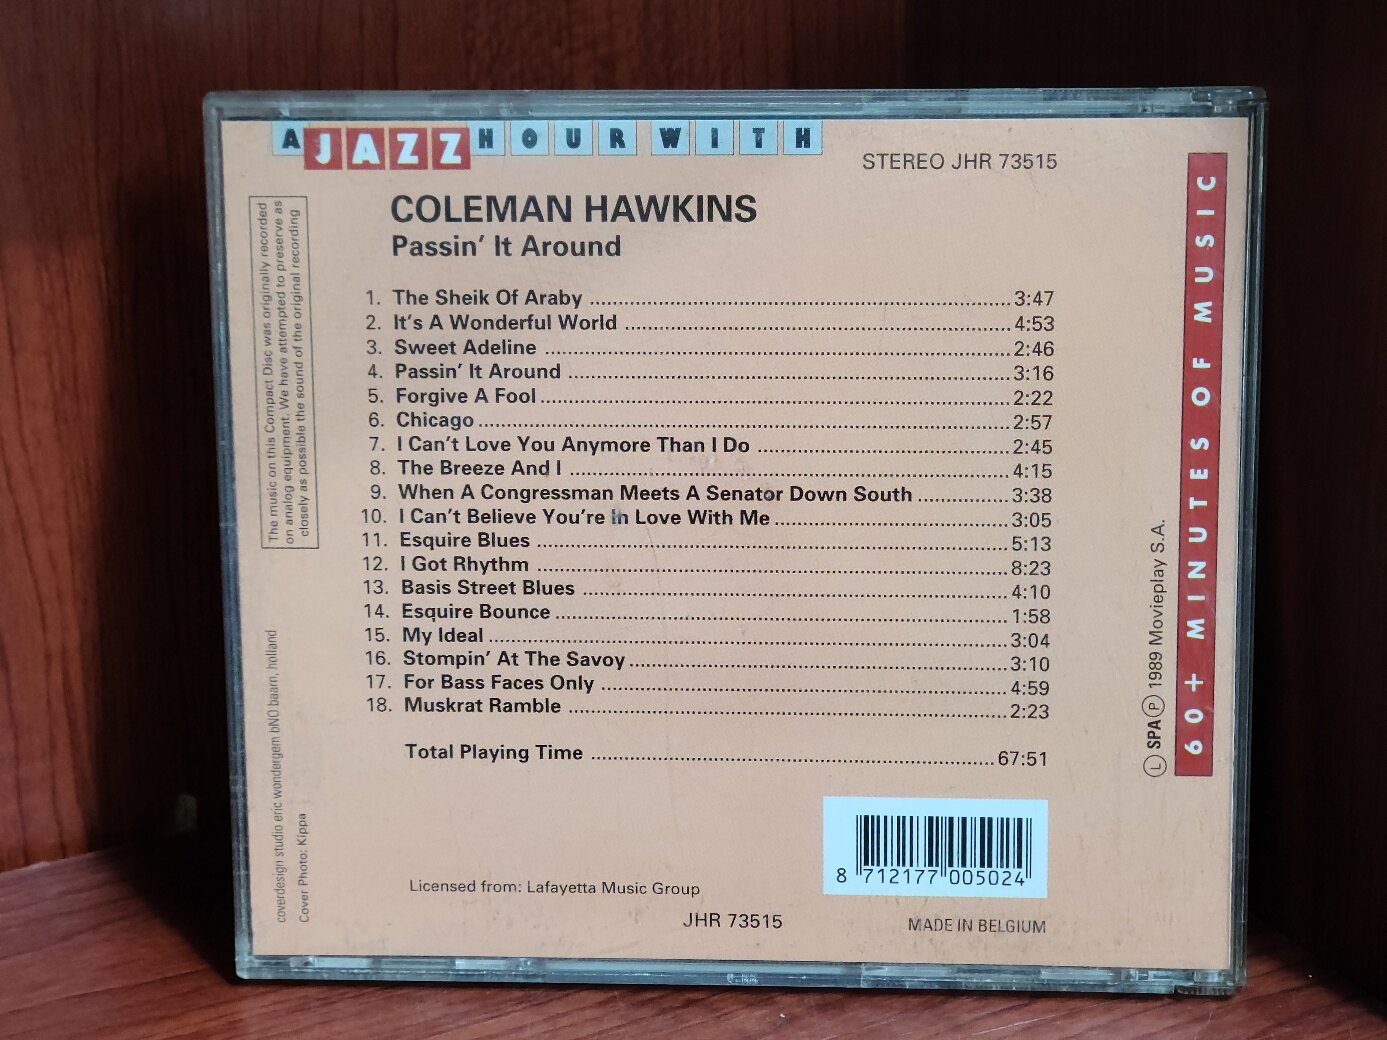 A JAZZ HOUR WITH
STEREO JHR 73515
COLEMAN HAWKINS
Passin' It Around
1. The Sheik Of Araby 3:47
2. It's A Wonderful World 4:53
3. Sweet Adeline 2:46
4. Passin' It Around 3:16
5. Forgive A Fool 2:22
6. Chicago 2:57
7. I Can't Love You Anymore Than I Do 2:45
8. The Breeze And I 4:15
9. When A Congressman Meets A Senator Down South 3:38
10. I Can't Believe You're In Love With Me 3:05
11. Esquire Blues 5:13
12. I Got Rhythm 8:23
13. Basis Street Blues 4:10
14. Esquire Bounce 1:58
15. My Ideal 3:04
16. Stompin' At The Savoy 3:10
17. For Bass Faces Only 4:59
18. Muskrat Ramble 2:23
Total Playing Time 67:51
Licensed from: Lafayetta Music Group
JHR 73515
8 712177 005024
MADE IN BELGIUM
The music on this Compact Disc was originally recorded
on analog equipment. We have attempted to preserve as
closely as possible the sound of the original recording
coverdesign studio eric wondergem bNO baarn, holland
Cover Photo: Kippa
Ⓛ SPA Ⓟ 1989 Movieplay S.A.
60+ MINUTES OF MUSIC